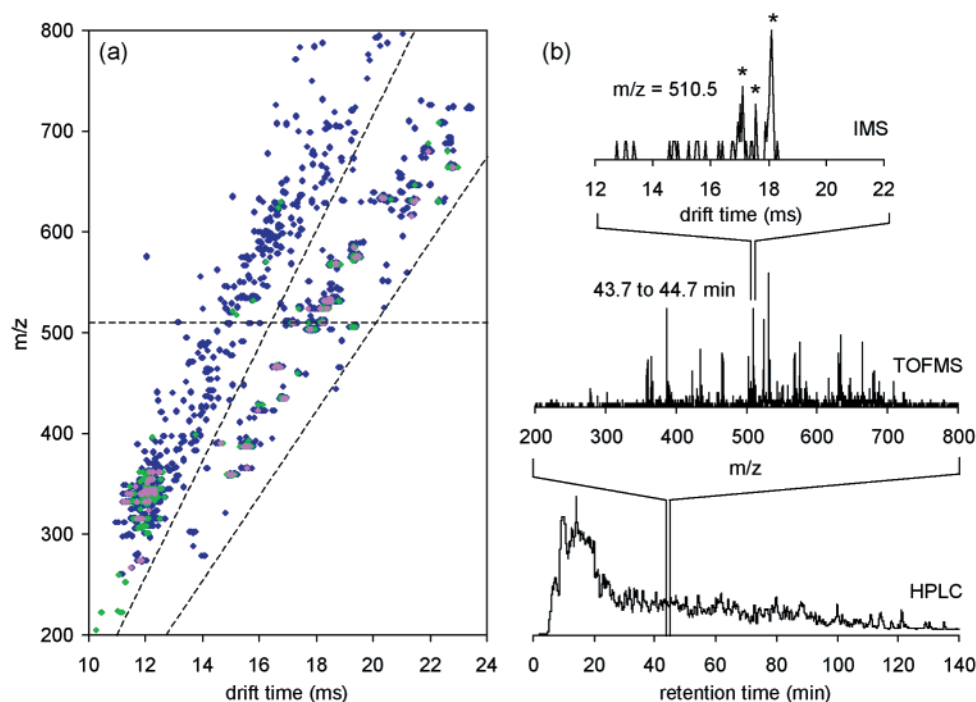 (a)
800
700
600
500
400
300
200
m/z
10 12 14 16 18 20 22 24
drift time (ms)
(b)
* * *
m/z = 510.5
IMS
12 14 16 18 20 22
drift time (ms)
43.7 to 44.7 min
TOFMS
200 300 400 500 600 700 800
m/z
HPLC
0 20 40 60 80 100 120 140
retention time (min)